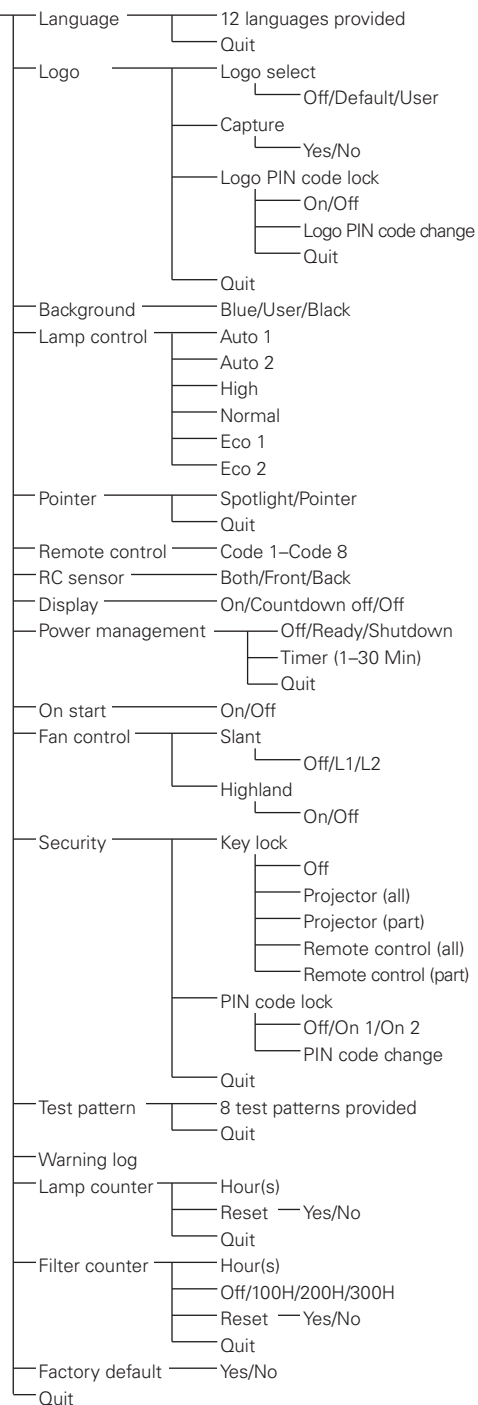 Language 12 languages provided
Quit
Logo Logo select
Off/Default/User
Capture
Yes/No
Logo PIN code lock
On/Off
Logo PIN code change
Quit
Quit
Background Blue/User/Black
Lamp control Auto 1
Auto 2
High
Normal
Eco 1
Eco 2
Pointer Spotlight/Pointer
Quit
Remote control Code 1–Code 8
RC sensor Both/Front/Back
Display On/Countdown off/Off
Power management Off/Ready/Shutdown
Timer (1–30 Min)
Quit
On start On/Off
Fan control Slant
Off/L1/L2
Highland
On/Off
Security Key lock
Off
Projector (all)
Projector (part)
Remote control (all)
Remote control (part)
PIN code lock
Off/On 1/On 2
PIN code change
Quit
Test pattern 8 test patterns provided
Quit
Warning log
Lamp counter Hour(s)
Reset Yes/No
Quit
Filter counter Hour(s)
Off/100H/200H/300H
Reset Yes/No
Quit
Factory default Yes/No
Quit